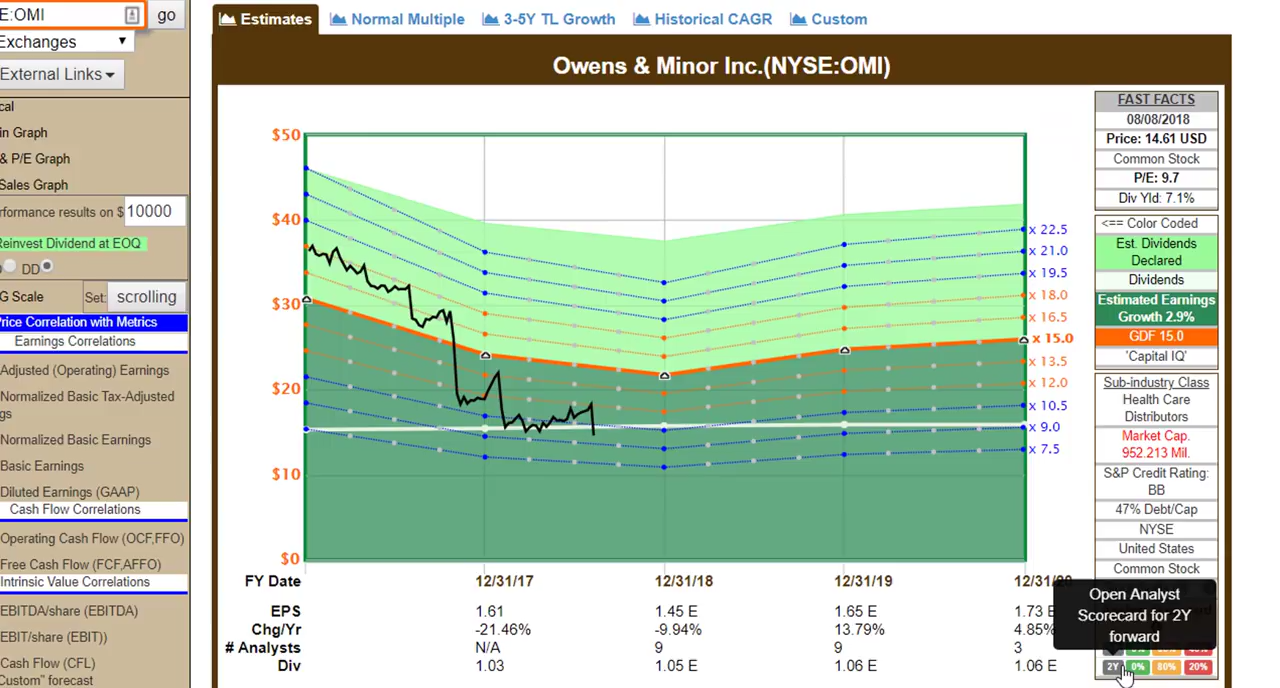 E:OMI
go
Exchanges
External Links
cal
in Graph
& P/E Graph
Sales Graph
rformance results on $ 10000
Reinvest Dividend at EOQ
DD
G Scale
Set: scrolling
Price Correlation with Metrics
Earnings Correlations
Adjusted (Operating) Earnings
Normalized Basic Tax-Adjusted
gs
Normalized Basic Earnings
Basic Earnings
Diluted Earnings (GAAP)
Cash Flow Correlations
Operating Cash Flow (OCF,FFO)
Free Cash Flow (FCF,AFFO)
Intrinsic Value Correlations
EBITDA/share (EBITDA)
EBIT/share (EBIT))
Cash Flow (CFL)
Custom" forecast
Estimates
Normal Multiple
3-5Y TL Growth
Historical CAGR
Custom
Owens & Minor Inc.(NYSE:OMI)
$50
$40
$30
$20
$10
$0
x 22.5
x 21.0
x 19.5
x 18.0
x 16.5
x 15.0
x 13.5
x 12.0
x 10.5
x 9.0
x 7.5
FY Date 12/31/17 12/31/18 12/31/19 12/31/20
EPS 1.61 1.45 E 1.65 E 1.73 E
Chg/Yr -21.46% -9.94% 13.79% 4.85%
# Analysts N/A 9 9 3
Div 1.03 1.05 E 1.06 E 1.06 E
FAST FACTS
08/08/2018
Price: 14.61 USD
Common Stock
P/E: 9.7
Div Yld: 7.1%
<== Color Coded
Est. Dividends
Declared
Dividends
Estimated Earnings
Growth 2.9%
GDF 15.0
'Capital IQ'
Sub-industry Class
Health Care
Distributors
Market Cap.
952.213 Mil.
S&P Credit Rating:
BB
47% Debt/Cap
NYSE
United States
Common Stock
Open Analyst
Scorecard for 2Y
forward
2Y 0% 80% 20%